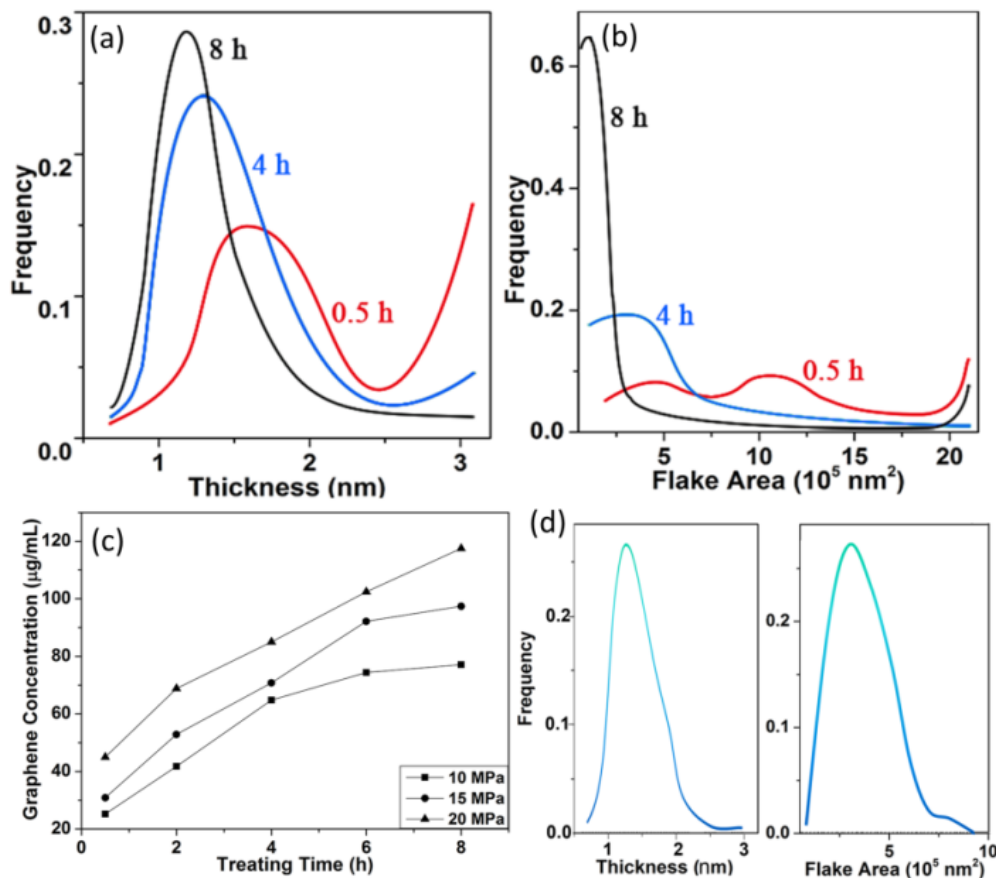 (a)
8 h
4 h
0.5 h
0.3
0.2
0.1
0.0
Frequency
1
2
3
Thickness (nm)
(b)
8 h
4 h
0.5 h
0.6
0.4
0.2
0.0
Frequency
5
10
15
20
Flake Area (10⁵ nm²)
(c)
120
100
80
60
40
20
Graphene Concentration (µg/mL)
0
2
4
6
8
Treating Time (h)
10 MPa
15 MPa
20 MPa
(d)
0.2
0.1
0.0
Frequency
0
1
2
3
Thickness (nm)
0.2
0.1
0.0
5
10
Flake Area (10⁵ nm²)